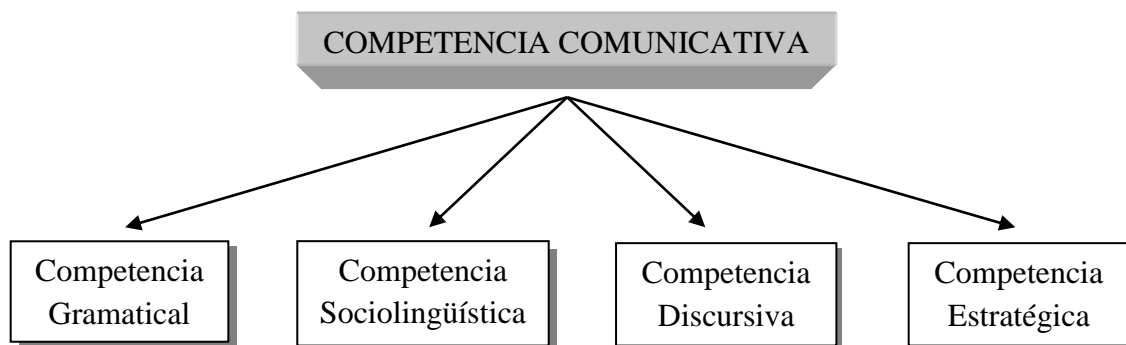 COMPETENCIA COMUNICATIVA
Competencia
Gramatical
Competencia
Sociolingüística
Competencia
Discursiva
Competencia
Estratégica